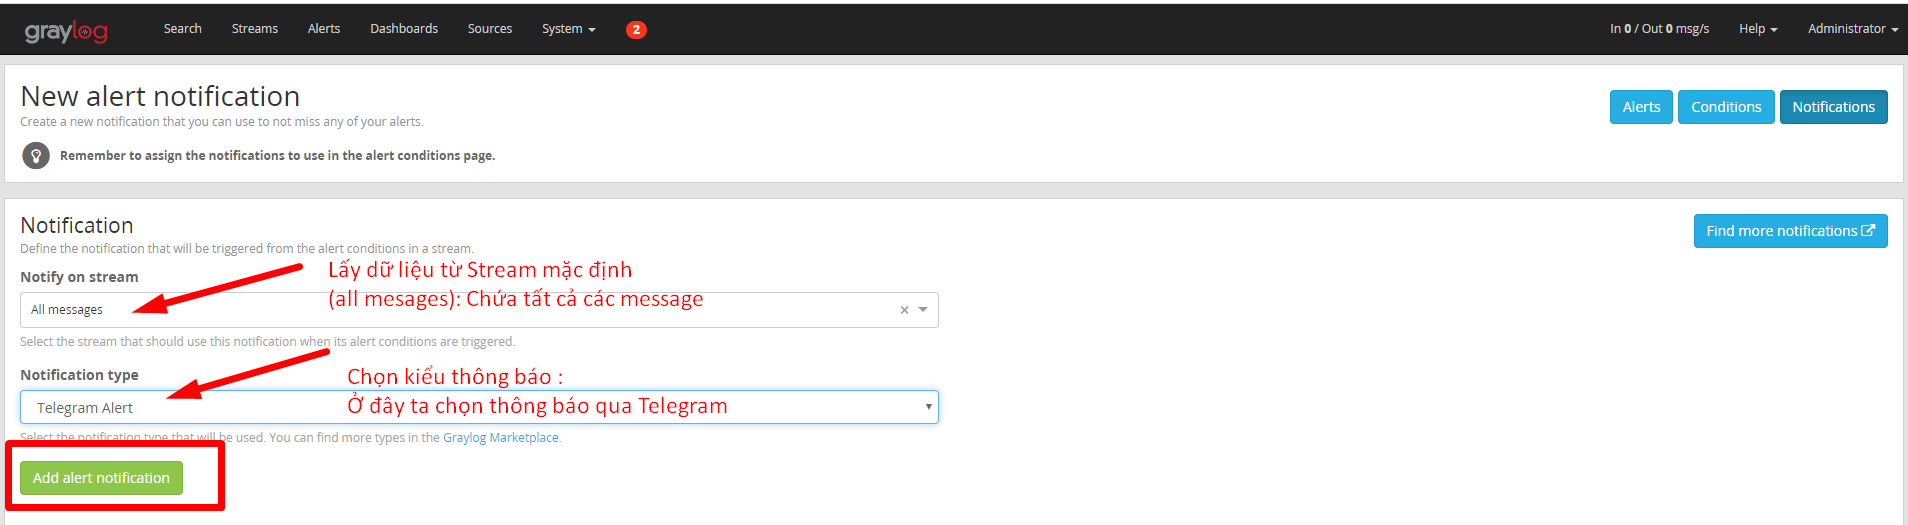 graylog Search Streams Alerts Dashboards Sources System 2 In 0 / Out 0 msg/s Help Administrator
New alert notification
Create a new notification that you can use to not miss any of your alerts.
Alerts Conditions Notifications
Remember to assign the notifications to use in the alert conditions page.
Notification
Define the notification that will be triggered from the alert conditions in a stream.
Find more notifications
Notify on stream
Lấy dữ liệu từ Stream mặc định
(all mesages): Chứa tất cả các message
All messages
Select the stream that should use this notification when its alert conditions are triggered.
Notification type
Chọn kiểu thông báo :
Ở đây ta chọn thông báo qua Telegram
Telegram Alert
Select the notification type that will be used. You can find more types in the Graylog Marketplace.
Add alert notification